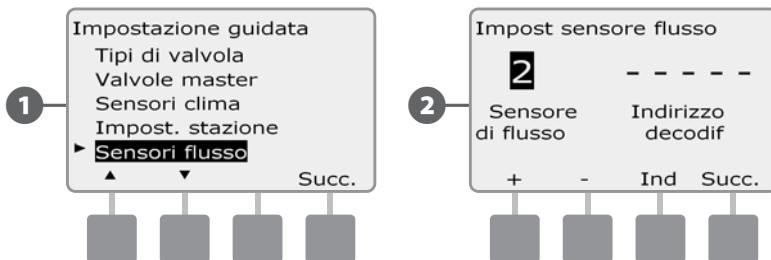 1
Impostazione guidata
Tipi di valvola
Valvole master
Sensori clima
Impost. stazione
► Sensori flusso
▲ ▼ Succ.
2
Impost sensore flusso
2 - - - - -
Sensore di flusso
Indirizzo decodif
+ - Ind Succ.